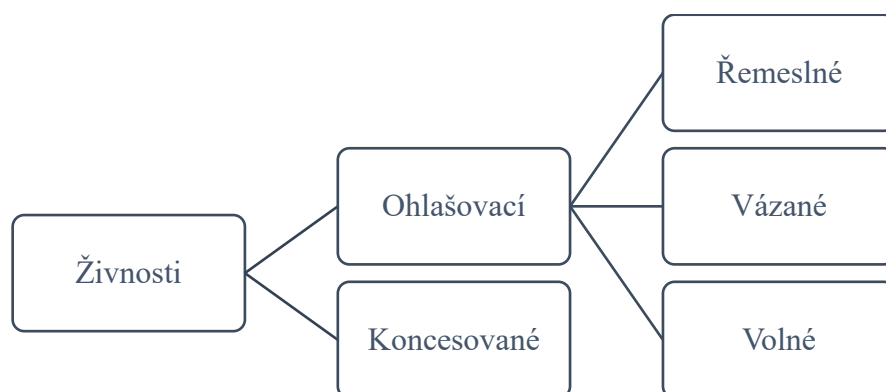 Živnosti
Ohlašovací
Koncesované
Řemeslné
Vázané
Volné